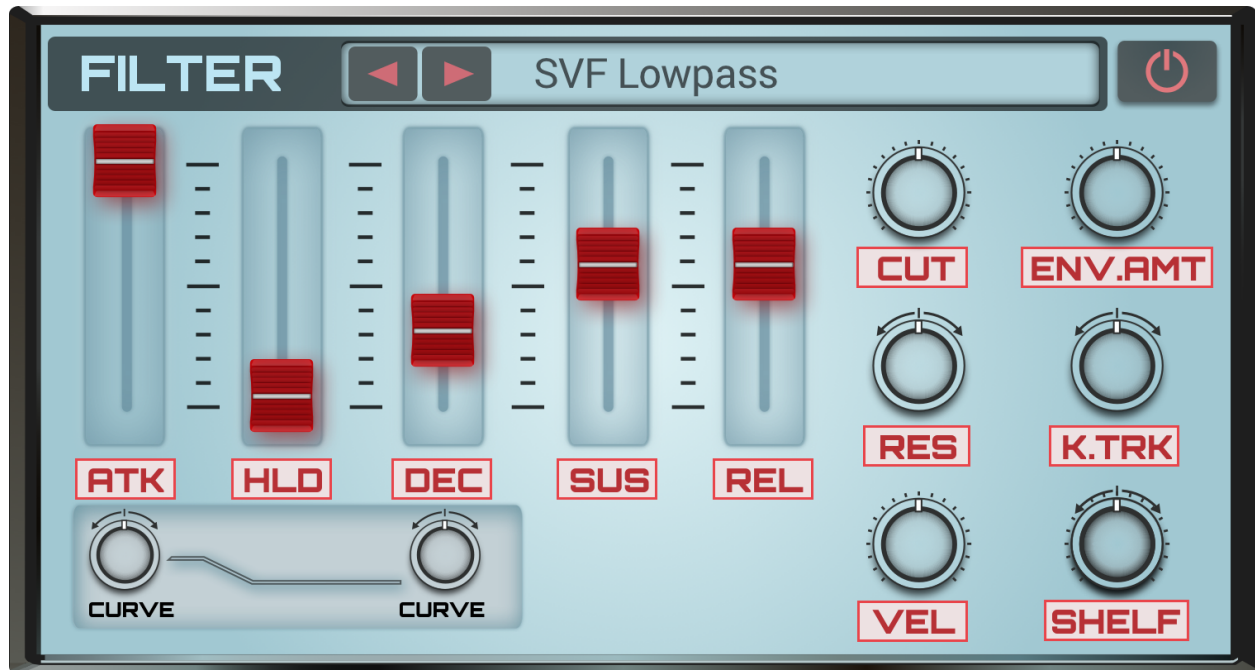 FILTER
SVF Lowpass
CUT
ENV.AMT
RES
K.TRK
ATK
HLD
DEC
SUS
REL
CURVE
CURVE
VEL
SHELF